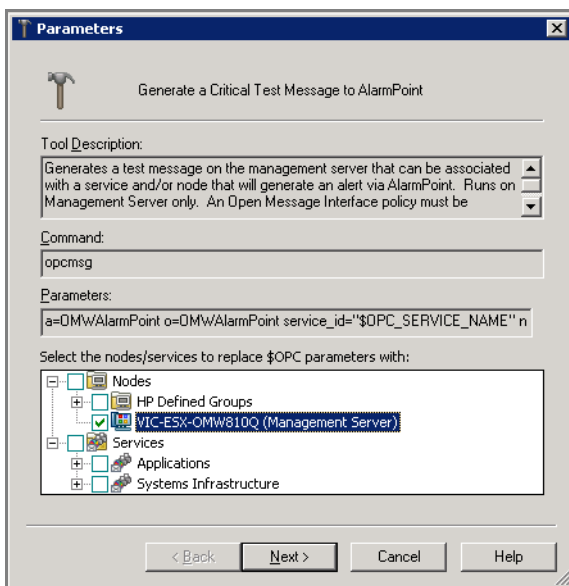 Parameters
Generate a Critical Test Message to AlarmPoint
Tool Description:
Generates a test message on the management server that can be associated
with a service and/or node that will generate an alert via AlarmPoint.  Runs on
Management Server only.  An Open Message Interface policy must be
Command:
opcmsg
Parameters:
a=OMWAlarmPoint o=OMWAlarmPoint service_id="$OPC_SERVICE_NAME" n
Select the nodes/services to replace $OPC parameters with:
Nodes
HP Defined Groups
VIC-ESX-OMW810Q (Management Server)
Services
Applications
Systems Infrastructure
< Back Next > Cancel Help